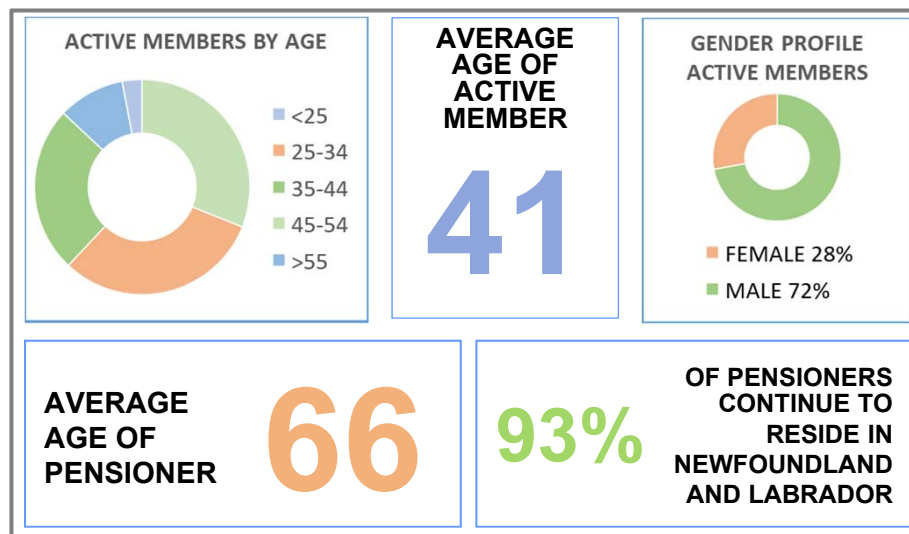 ACTIVE MEMBERS BY AGE
<25
25-34
35-44
45-54
>55
AVERAGE
AGE OF
ACTIVE
MEMBER
41
GENDER PROFILE
ACTIVE MEMBERS
FEMALE 28%
MALE 72%
AVERAGE
AGE OF
PENSIONER
66
93%
OF PENSIONERS
CONTINUE TO
RESIDE IN
NEWFOUNDLAND
AND LABRADOR